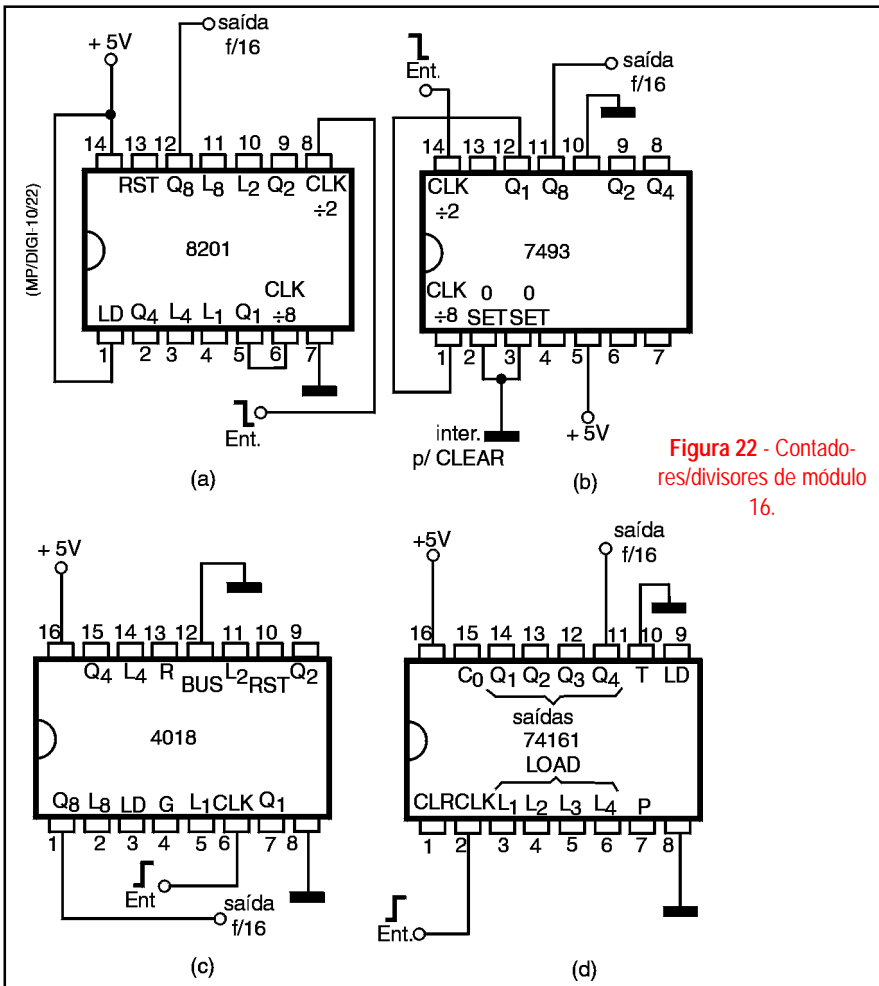 saída
f/16
+ 5V
14 13 12 11 10 9 8
RST Q8 L8 L2 Q2 CLK
÷2
8201
CLK
LD Q4 L4 L1 Q1 ÷8
1 2 3 4 5 6 7
Ent.
(a)
(MP/DIGI-10/22)
Ent.
saída
f/16
14 13 12 11 10 9 8
CLK Q1 Q8 Q2 Q4
÷2
7493
CLK 0 0
÷8 SET SET
1 2 3 4 5 6 7
inter.
p/ CLEAR
+ 5V
(b)
Figura 22 - Contado-
res/divisores de módulo
16.
+ 5V
16 15 14 13 12 11 10 9
Q4 L4 R BUS L2 RST Q2
4018
Q8 L8 LD G L1 CLK Q1
1 2 3 4 5 6 7 8
Ent
saída
f/16
(c)
+5V
saída
f/16
16 15 14 13 12 11 10 9
C0 Q1 Q2 Q3 Q4 T LD
saídas
74161
LOAD
CLR CLK L1 L2 L3 L4 P
1 2 3 4 5 6 7 8
Ent.
(d)